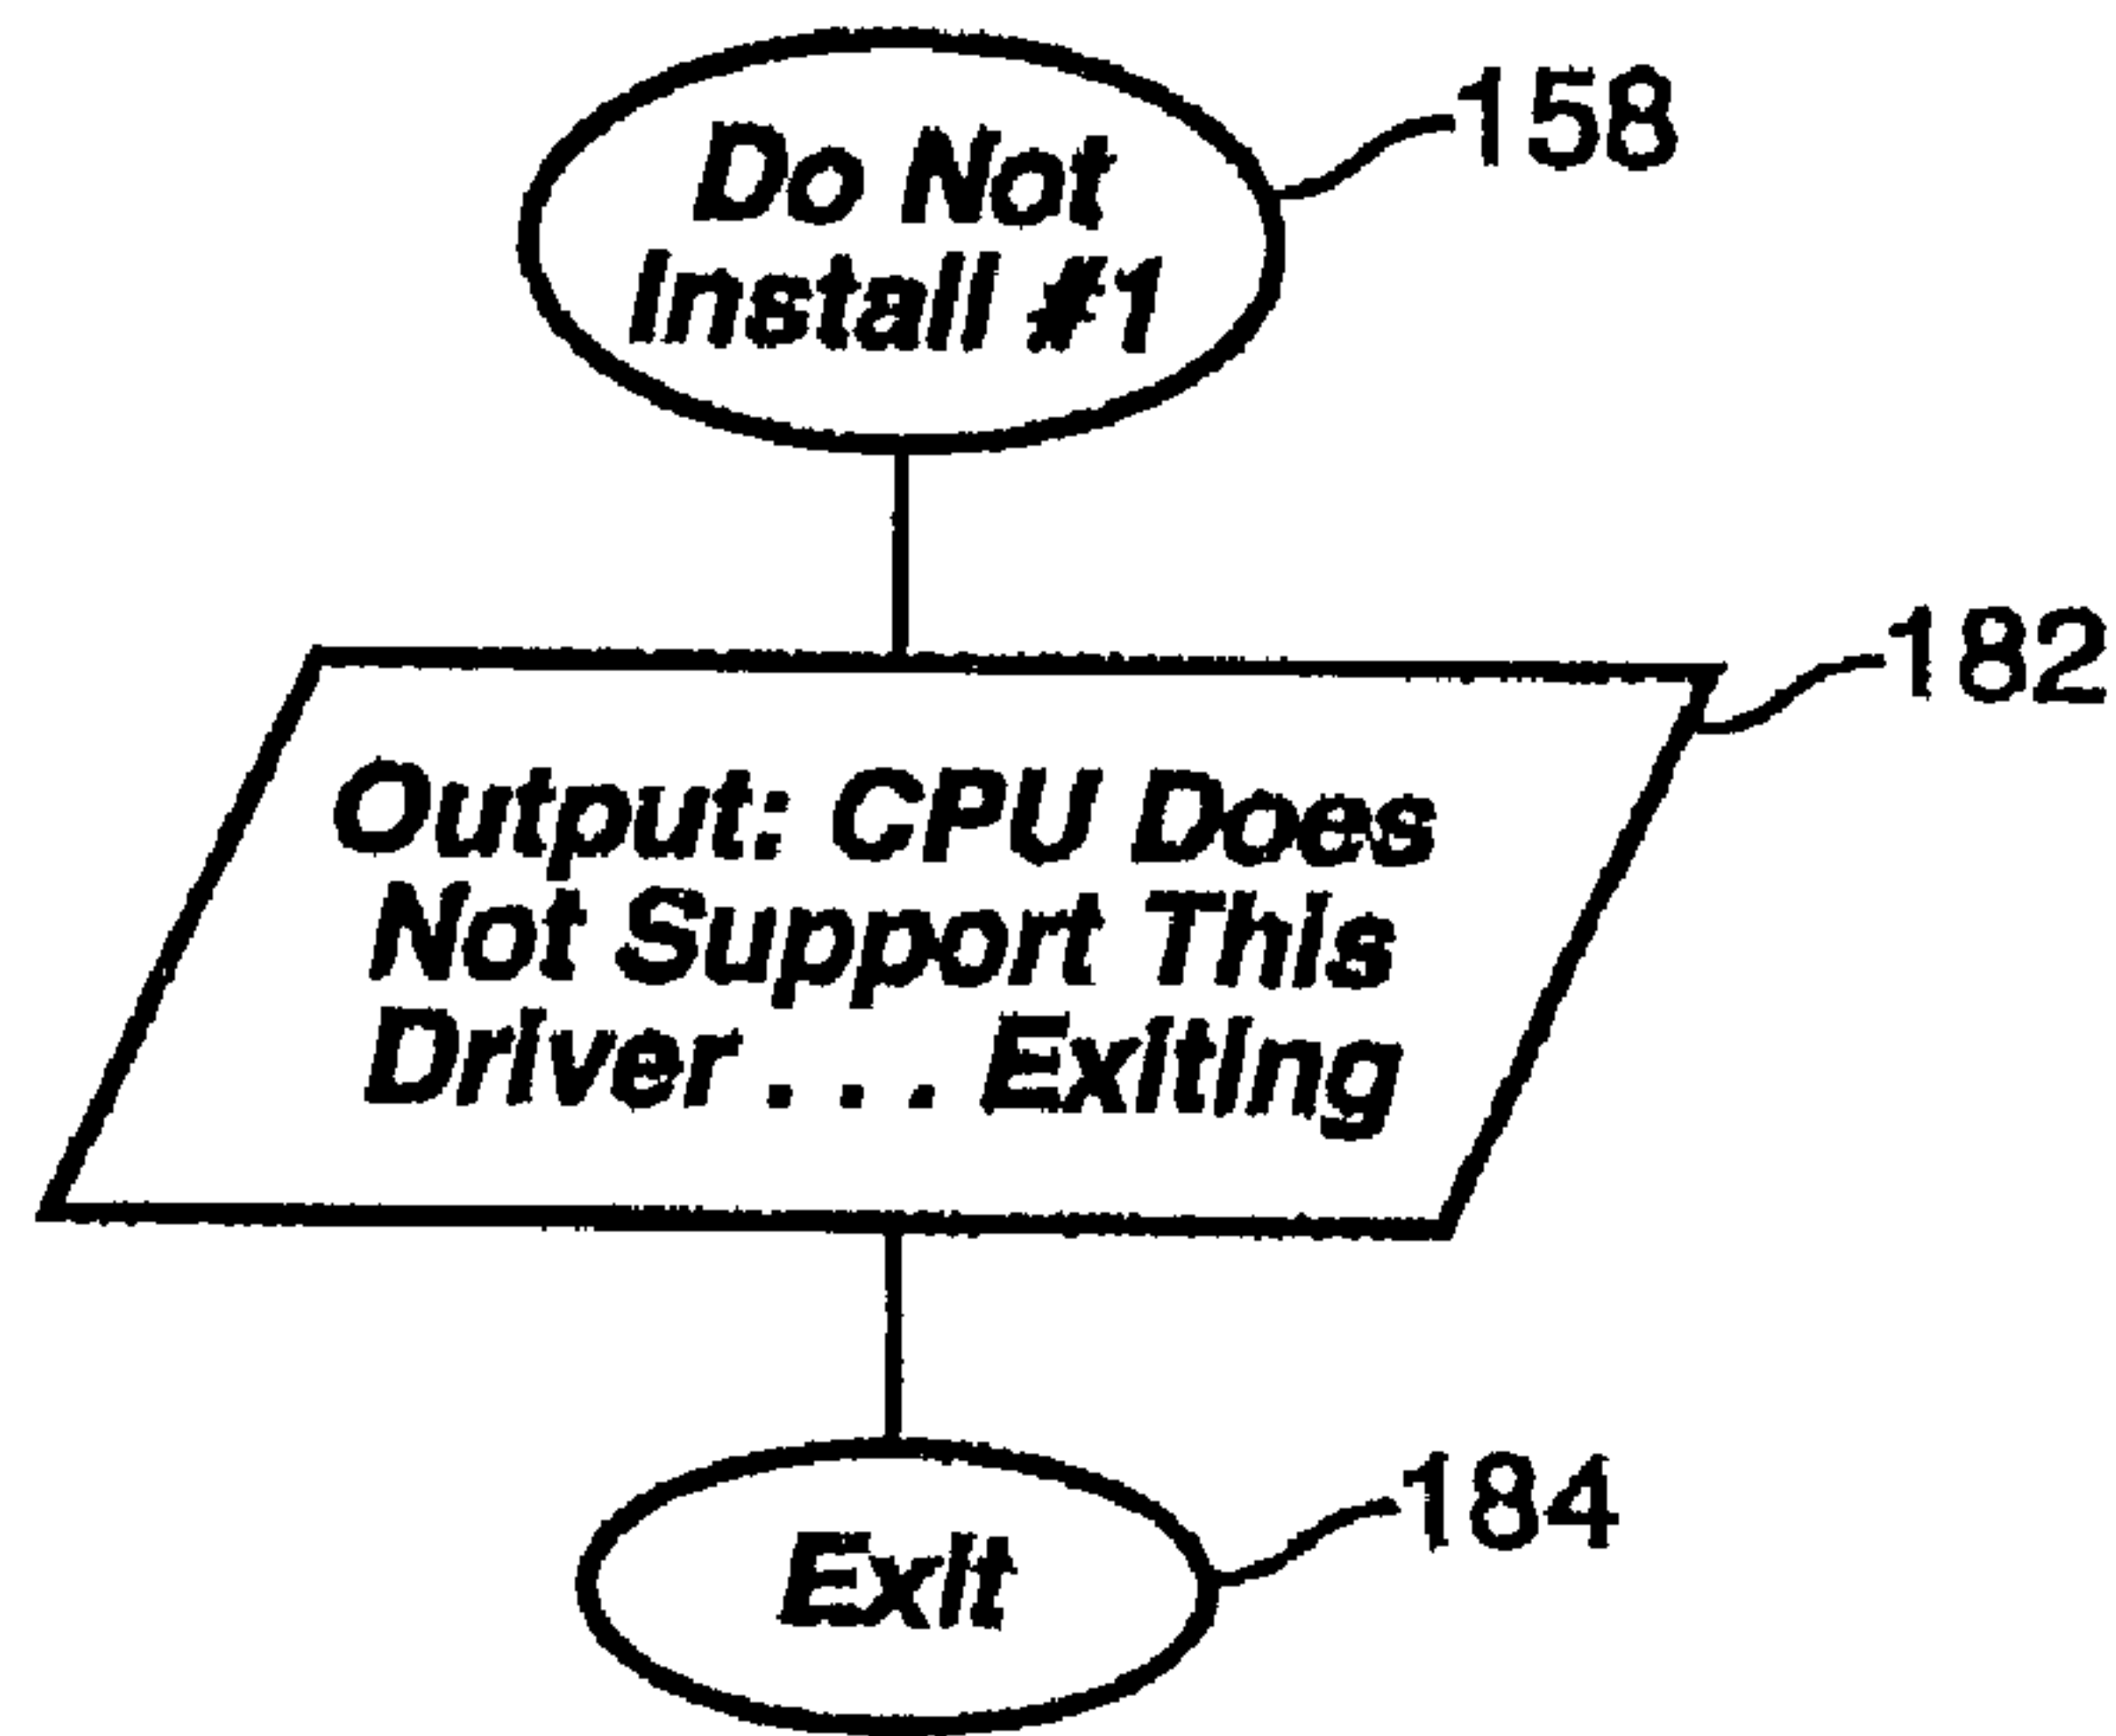 Do Not
Install #1
158
182
Output: CPU Does
Not Support This
Driver . . . Exiting
184
Exit